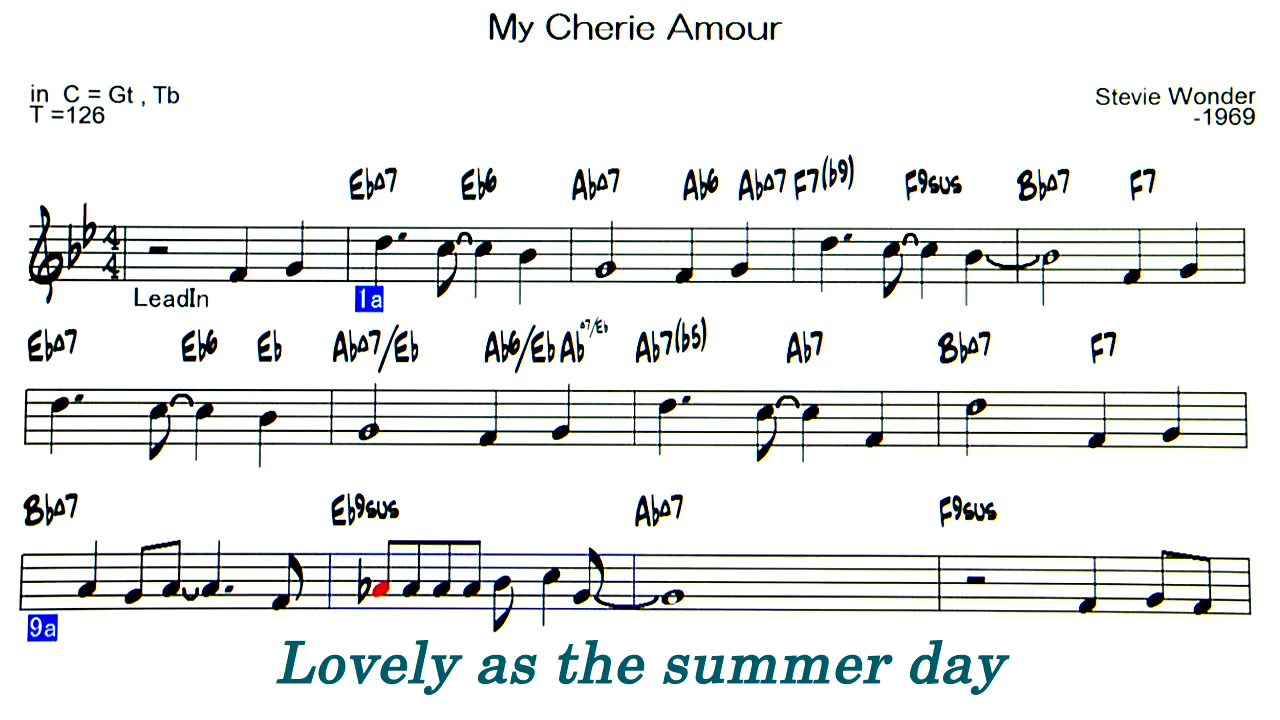 My Cherie Amour
in C = Gt , Tb
T =126
Stevie Wonder
-1969
Eb△7 Eb6 Ab△7 Ab6 Ab△7 F7(b9) F9sus Bb△7 F7
4
4
LeadIn
1a
Eb△7 Eb6 Eb Ab△7/Eb Ab6/Eb Ab△7/Eb Ab7(b5) Ab7 Bb△7 F7
Bb△7 Eb9sus Ab△7 F9sus
9a
Lovely as the summer day